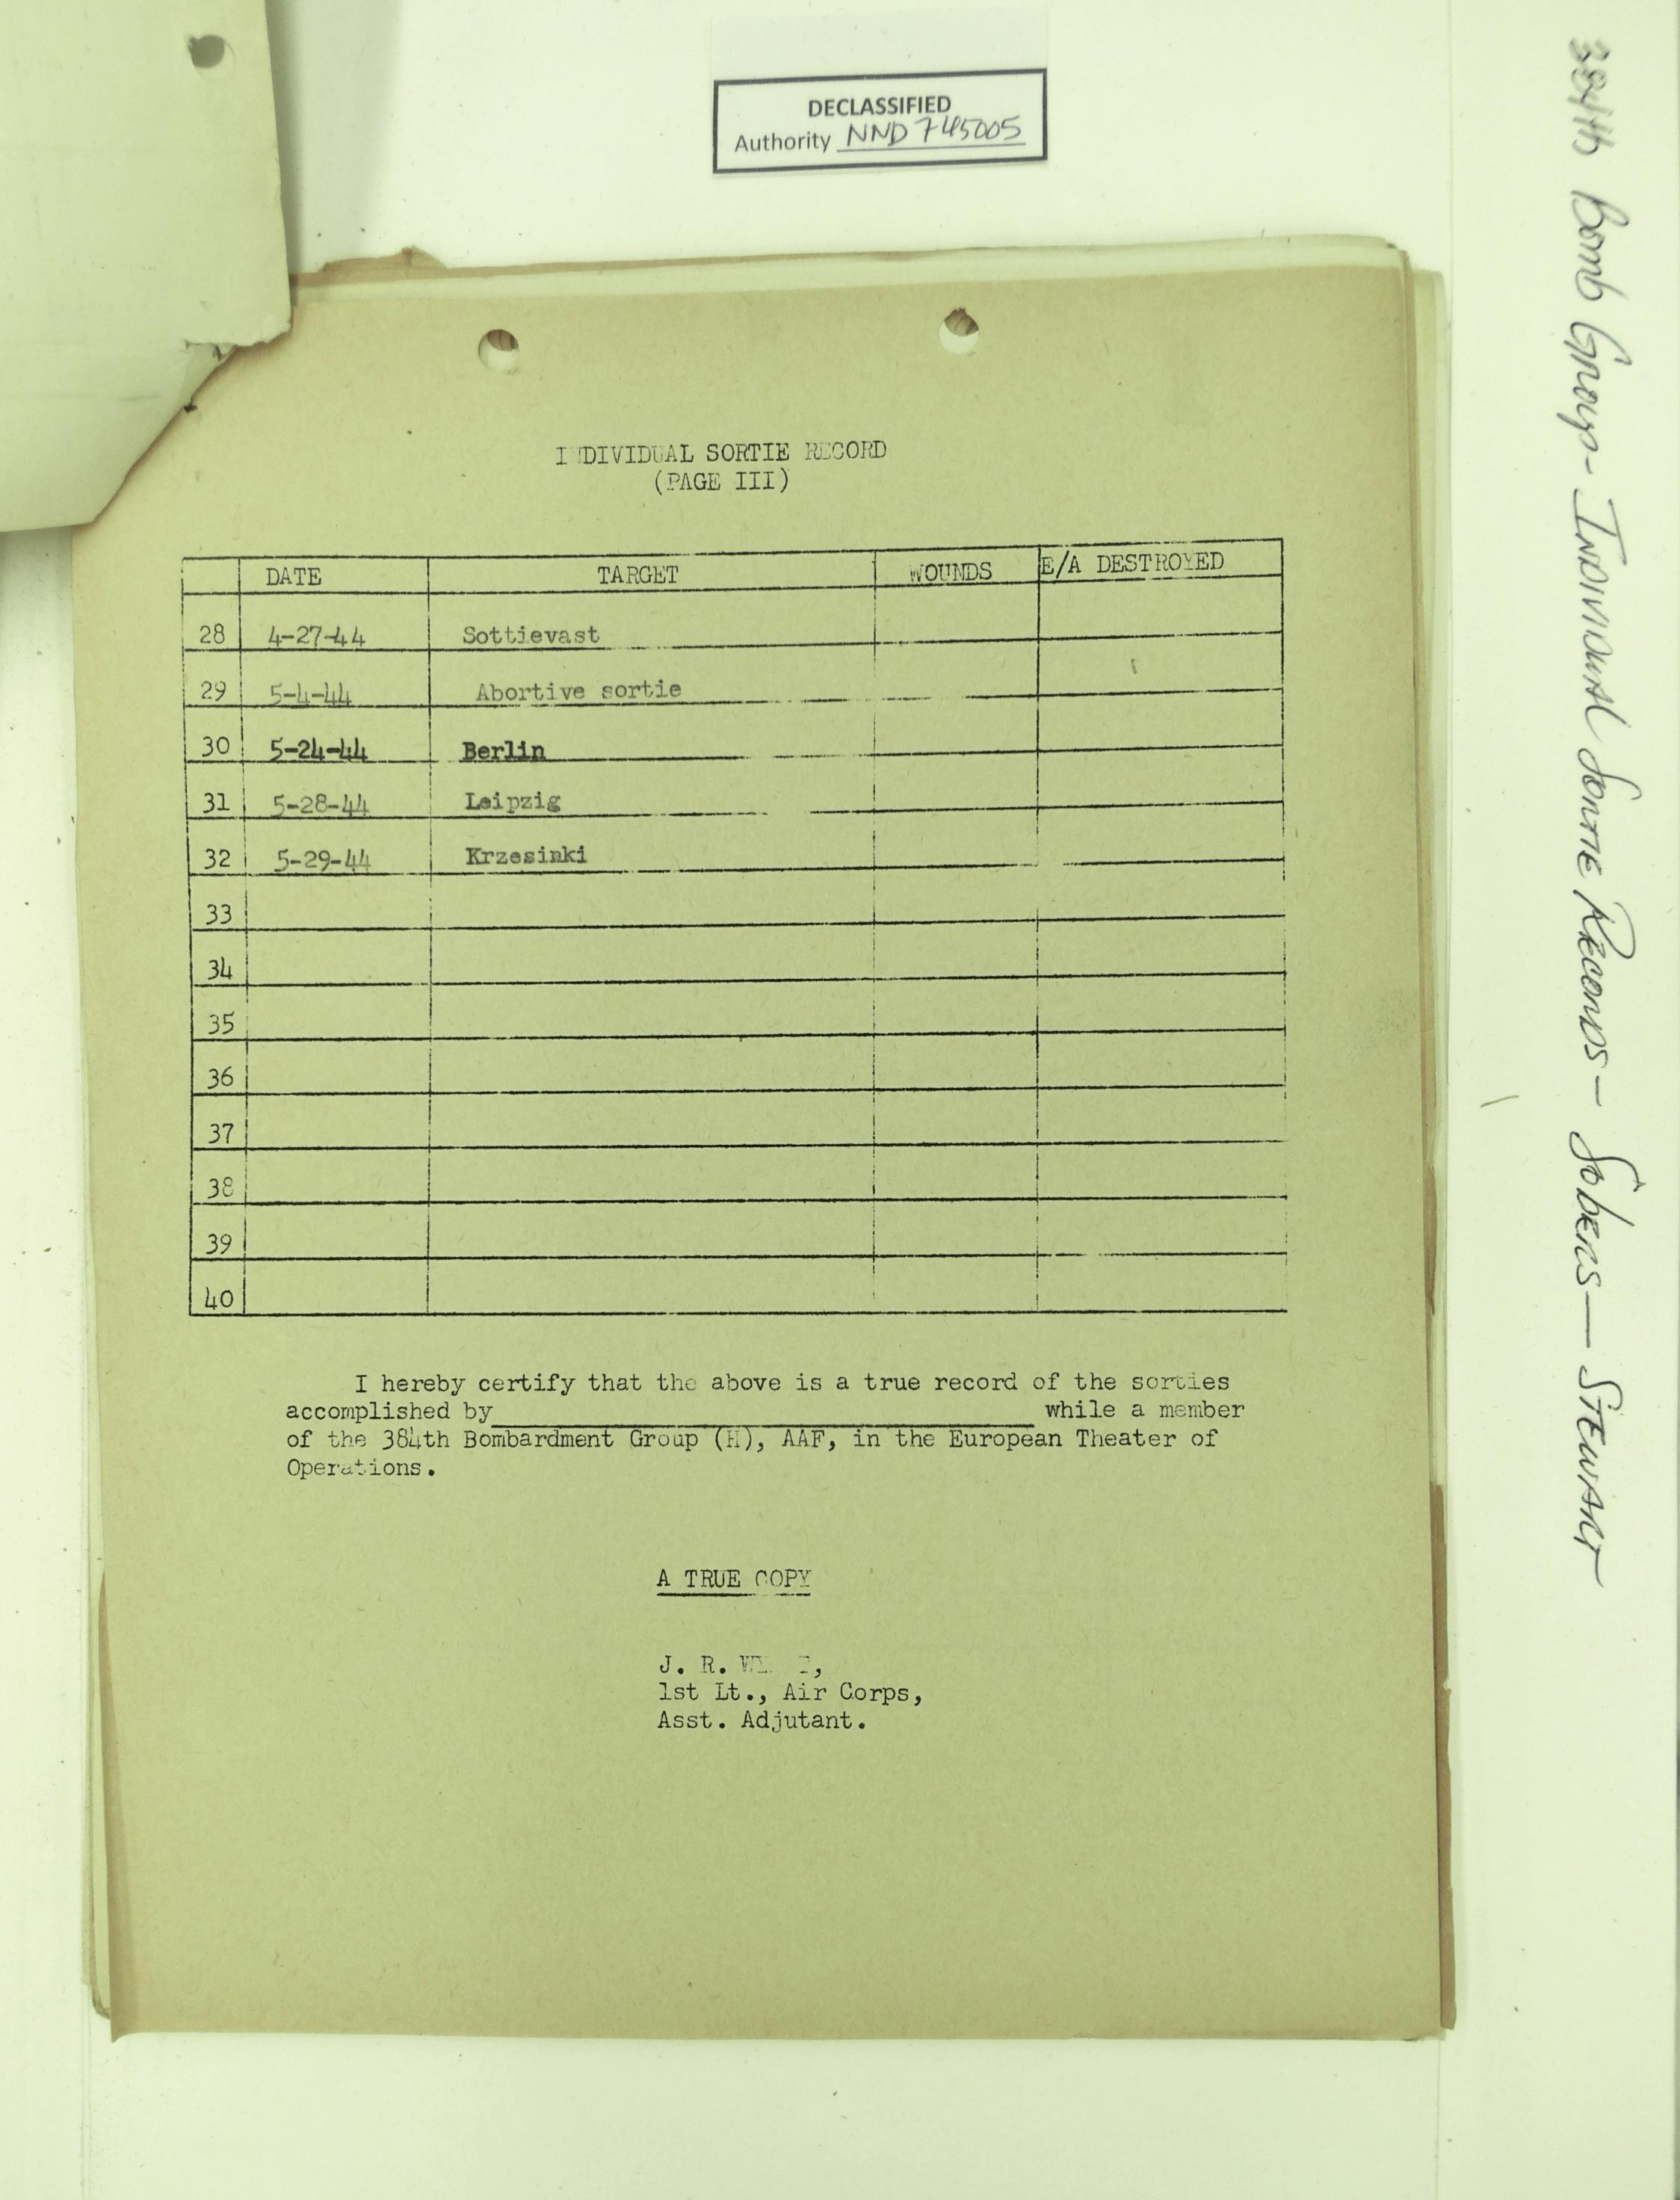 DECLASSIFIED
Authority NND 745005
384th Bomb Group - Individual Sortie Records - Sobers - Stewart
INDIVIDUAL SORTIE RECORD
(PAGE III)
DATE TARGET WOUNDS E/A DESTROYED
28 4-27-44 Sottievast
29 5-4-44 Abortive sortie
30 5-24-44 Berlin
31 5-28-44 Leipzig
32 5-29-44 Krzesinki
33
34
35
36
37
38
39
40
I hereby certify that the above is a true record of the sorties
accomplished by while a member
of the 384th Bombardment Group (H), AAF, in the European Theater of
Operations.
A TRUE COPY
J. R.
1st Lt., Air Corps,
Asst. Adjutant.